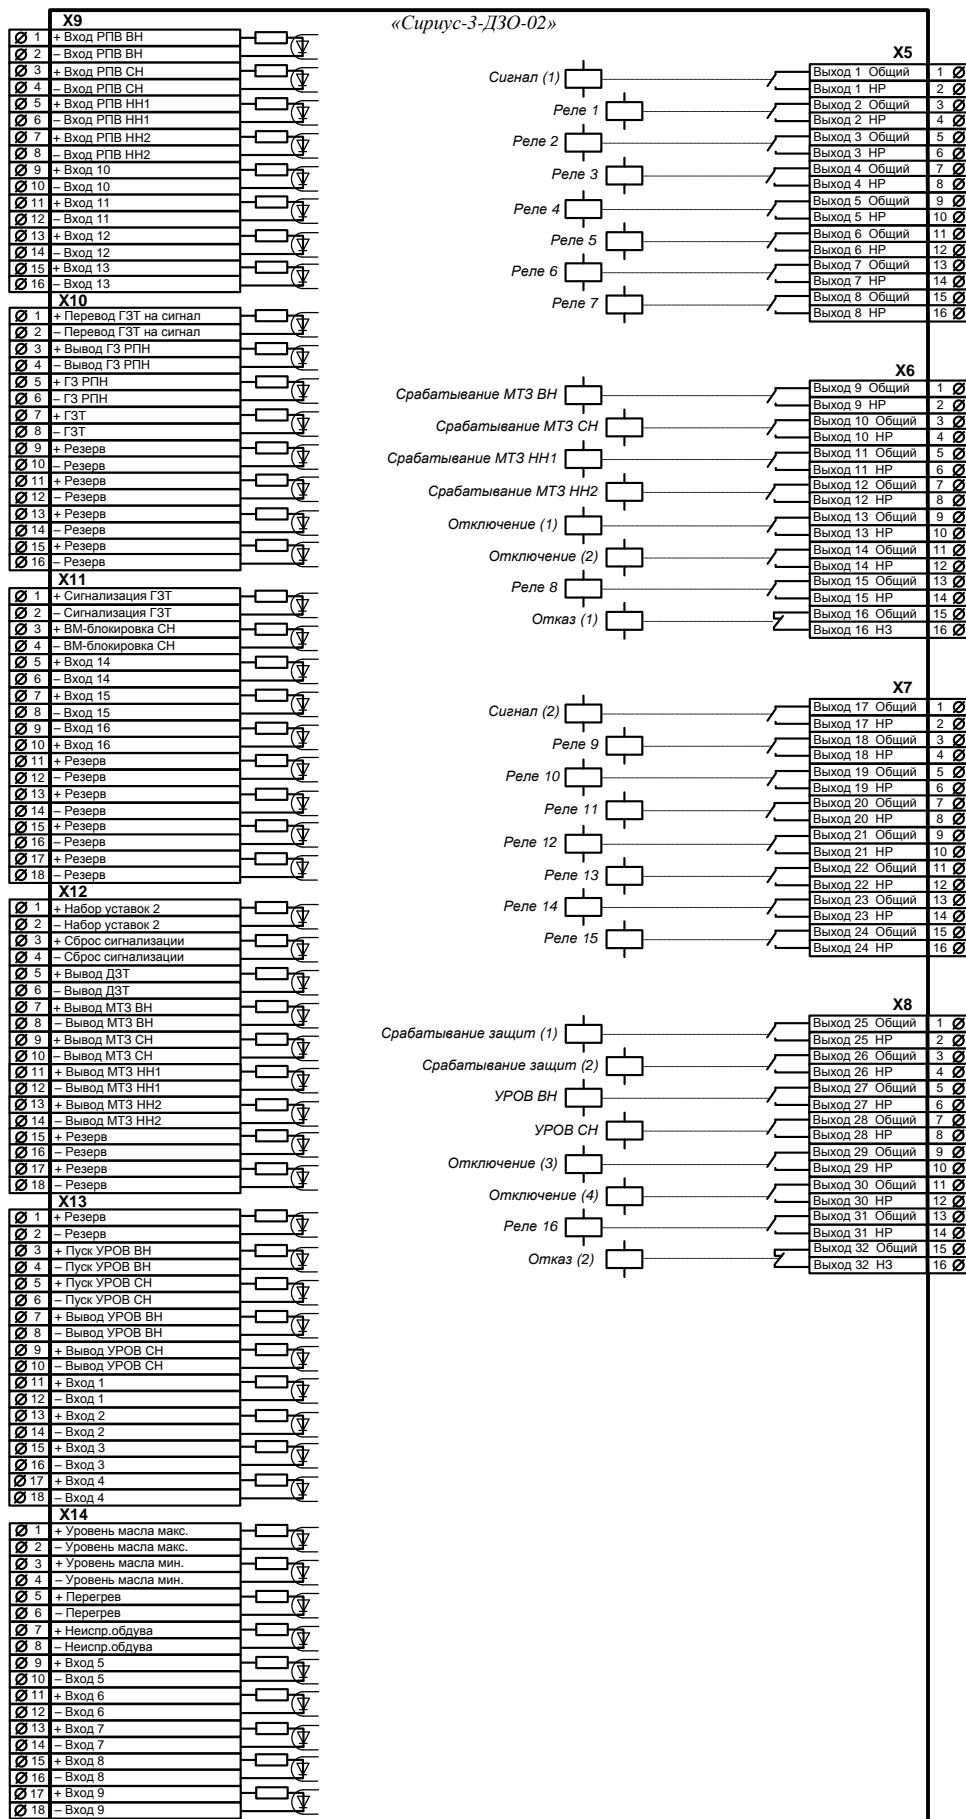 «Сириус-3-ДЗО-02»
X9
1 + Вход РПВ ВН
2 – Вход РПВ ВН
3 + Вход РПВ СН
4 – Вход РПВ СН
5 + Вход РПВ НН1
6 – Вход РПВ НН1
7 + Вход РПВ НН2
8 – Вход РПВ НН2
9 + Вход 10
10 – Вход 10
11 + Вход 11
12 – Вход 11
13 + Вход 12
14 – Вход 12
15 + Вход 13
16 – Вход 13
X10
1 + Перевод ГЗТ на сигнал
2 – Перевод ГЗТ на сигнал
3 + Вывод ГЗ РПН
4 – Вывод ГЗ РПН
5 + ГЗ РПН
6 – ГЗ РПН
7 + ГЗТ
8 – ГЗТ
9 + Резерв
10 – Резерв
11 + Резерв
12 – Резерв
13 + Резерв
14 – Резерв
15 + Резерв
16 – Резерв
X11
1 + Сигнализация ГЗТ
2 – Сигнализация ГЗТ
3 + ВМ-блокировка СН
4 – ВМ-блокировка СН
5 + Вход 14
6 – Вход 14
7 + Вход 15
8 – Вход 15
9 – Вход 16
10 + Вход 16
11 + Резерв
12 – Резерв
13 + Резерв
14 – Резерв
15 + Резерв
16 – Резерв
17 + Резерв
18 – Резерв
X12
1 + Набор уставок 2
2 – Набор уставок 2
3 + Сброс сигнализации
4 – Сброс сигнализации
5 + Вывод ДЗТ
6 – Вывод ДЗТ
7 + Вывод МТЗ ВН
8 – Вывод МТЗ ВН
9 + Вывод МТЗ СН
10 – Вывод МТЗ СН
11 + Вывод МТЗ НН1
12 – Вывод МТЗ НН1
13 + Вывод МТЗ НН2
14 – Вывод МТЗ НН2
15 + Резерв
16 – Резерв
17 + Резерв
18 – Резерв
X13
1 + Резерв
2 – Резерв
3 + Пуск УРОВ ВН
4 – Пуск УРОВ ВН
5 + Пуск УРОВ СН
6 – Пуск УРОВ СН
7 + Вывод УРОВ ВН
8 – Вывод УРОВ ВН
9 + Вывод УРОВ СН
10 – Вывод УРОВ СН
11 + Вход 1
12 – Вход 1
13 + Вход 2
14 – Вход 2
15 + Вход 3
16 – Вход 3
17 + Вход 4
18 – Вход 4
X14
1 + Уровень масла макс.
2 – Уровень масла макс.
3 + Уровень масла мин.
4 – Уровень масла мин.
5 + Перегрев
6 – Перегрев
7 + Неиспр.обдува
8 – Неиспр.обдува
9 + Вход 5
10 – Вход 5
11 + Вход 6
12 – Вход 6
13 + Вход 7
14 – Вход 7
15 + Вход 8
16 – Вход 8
17 + Вход 9
18 – Вход 9
X5
Сигнал (1) Выход 1 Общий 1
Выход 1 НР 2
Реле 1 Выход 2 Общий 3
Выход 2 НР 4
Реле 2 Выход 3 Общий 5
Выход 3 НР 6
Реле 3 Выход 4 Общий 7
Выход 4 НР 8
Реле 4 Выход 5 Общий 9
Выход 5 НР 10
Реле 5 Выход 6 Общий 11
Выход 6 НР 12
Реле 6 Выход 7 Общий 13
Выход 7 НР 14
Реле 7 Выход 8 Общий 15
Выход 8 НР 16
X6
Срабатывание МТЗ ВН Выход 9 Общий 1
Выход 9 НР 2
Срабатывание МТЗ СН Выход 10 Общий 3
Выход 10 НР 4
Срабатывание МТЗ НН1 Выход 11 Общий 5
Выход 11 НР 6
Срабатывание МТЗ НН2 Выход 12 Общий 7
Выход 12 НР 8
Отключение (1) Выход 13 Общий 9
Выход 13 НР 10
Отключение (2) Выход 14 Общий 11
Выход 14 НР 12
Реле 8 Выход 15 Общий 13
Выход 15 НР 14
Отказ (1) Выход 16 Общий 15
Выход 16 НЗ 16
X7
Сигнал (2) Выход 17 Общий 1
Выход 17 НР 2
Реле 9 Выход 18 Общий 3
Выход 18 НР 4
Реле 10 Выход 19 Общий 5
Выход 19 НР 6
Реле 11 Выход 20 Общий 7
Выход 20 НР 8
Реле 12 Выход 21 Общий 9
Выход 21 НР 10
Реле 13 Выход 22 Общий 11
Выход 22 НР 12
Реле 14 Выход 23 Общий 13
Выход 23 НР 14
Реле 15 Выход 24 Общий 15
Выход 24 НР 16
X8
Срабатывание защит (1) Выход 25 Общий 1
Выход 25 НР 2
Срабатывание защит (2) Выход 26 Общий 3
Выход 26 НР 4
УРОВ ВН Выход 27 Общий 5
Выход 27 НР 6
УРОВ СН Выход 28 Общий 7
Выход 28 НР 8
Отключение (3) Выход 29 Общий 9
Выход 29 НР 10
Отключение (4) Выход 30 Общий 11
Выход 30 НР 12
Реле 16 Выход 31 Общий 13
Выход 31 НР 14
Отказ (2) Выход 32 Общий 15
Выход 32 НЗ 16